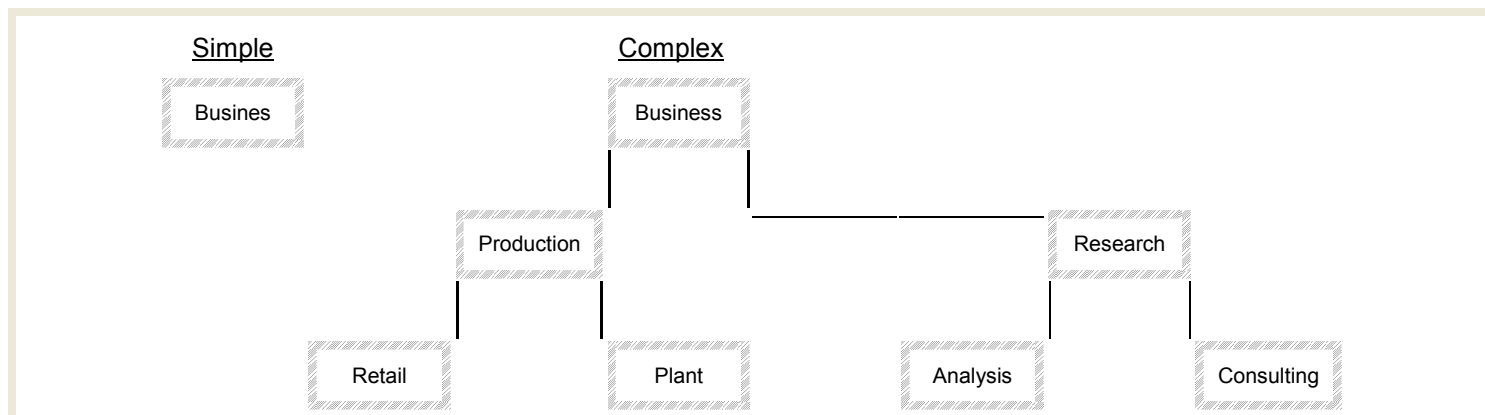 Simple Complex
Busines Business
Production Research
Retail Plant Analysis Consulting